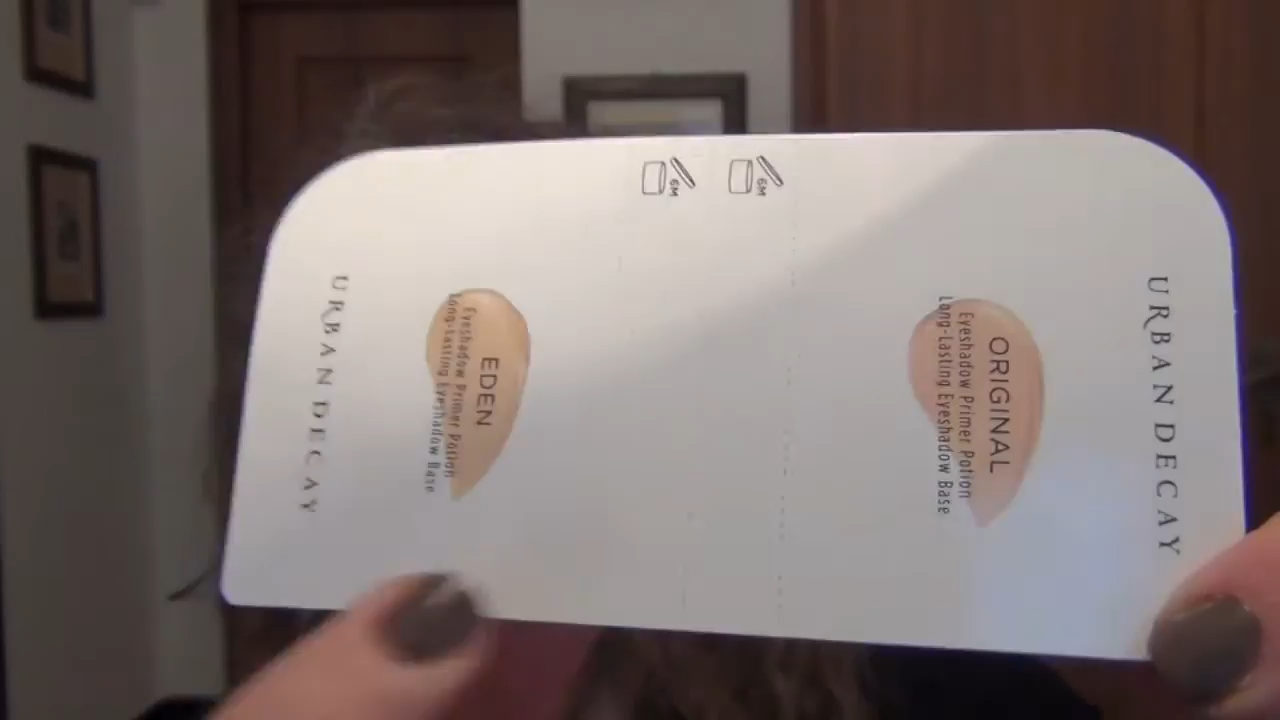 URBAN DECAY
ORIGINAL
Eyeshadow Primer Potion
Long-Lasting Eyeshadow Base
6M
6M
EDEN
Eyeshadow Primer Potion
Long-Lasting Eyeshadow Base
URBAN DECAY